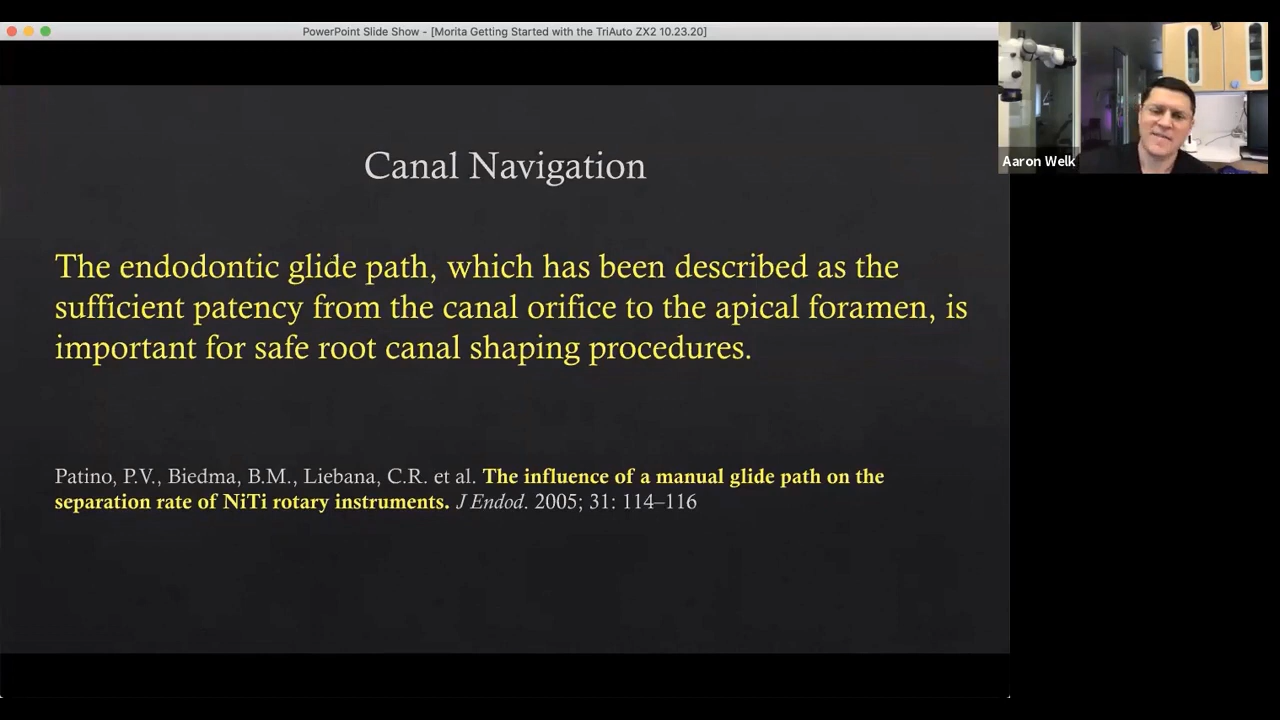 PowerPoint Slide Show - [Morita Getting Started with the TriAuto ZX2 10.23.20]
Aaron Welk
Canal Navigation
The endodontic glide path, which has been described as the
sufficient patency from the canal orifice to the apical foramen, is
important for safe root canal shaping procedures.
Patino, P.V., Biedma, B.M., Liebana, C.R. et al. The influence of a manual glide path on the
separation rate of NiTi rotary instruments. J Endod. 2005; 31: 114–116